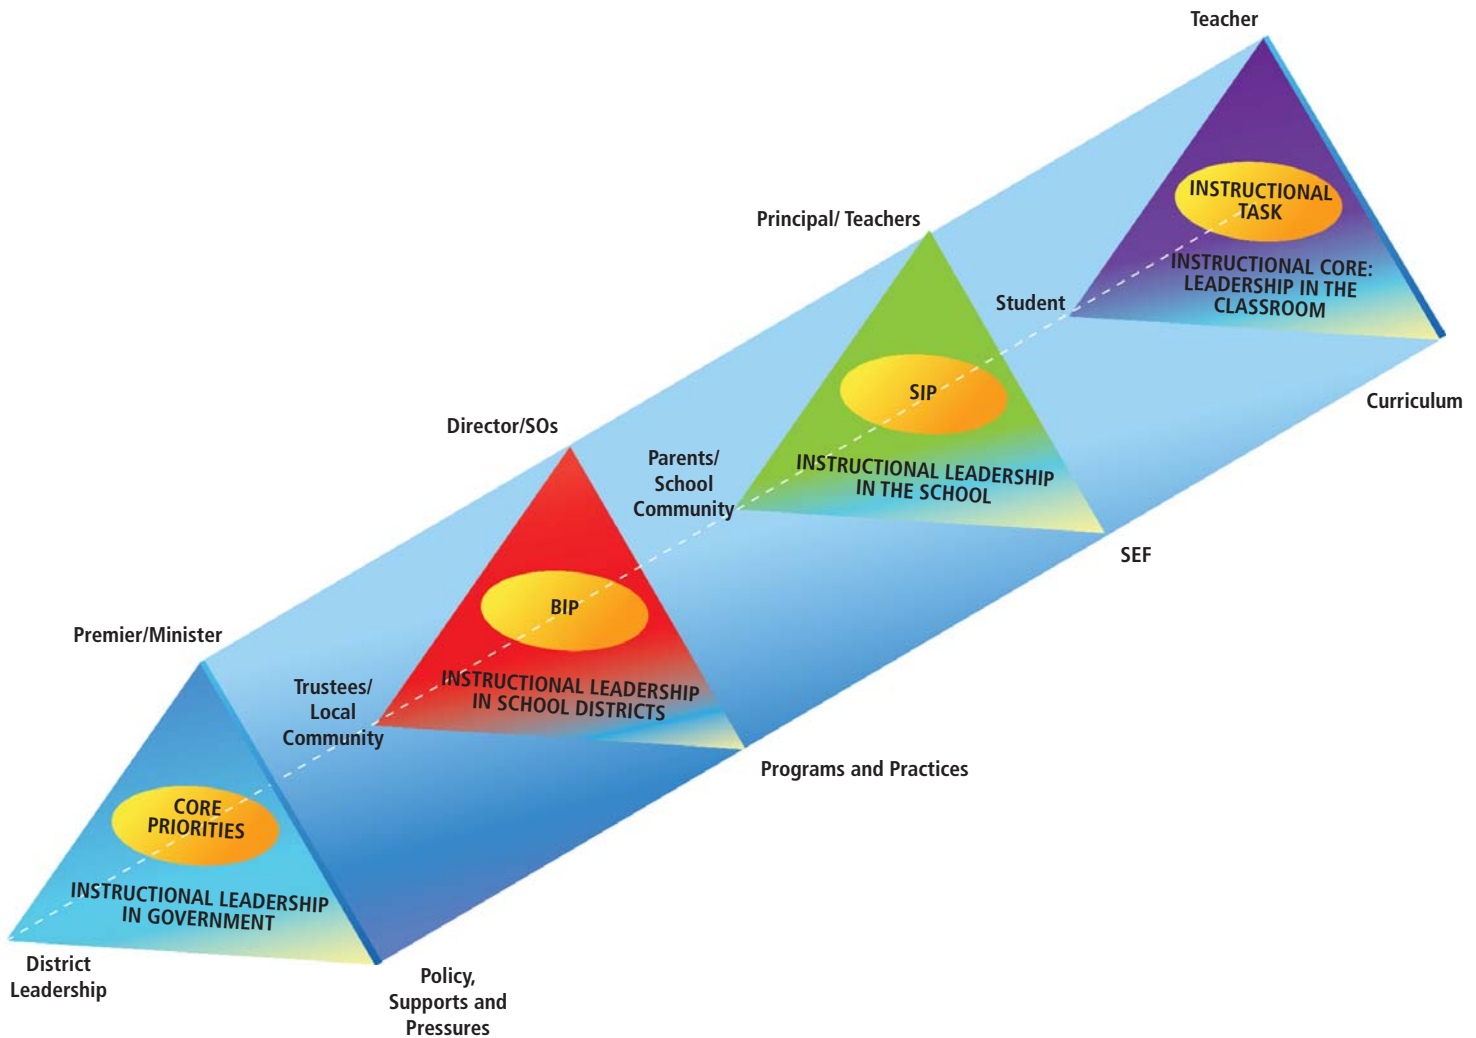 Teacher
INSTRUCTIONAL
TASK
INSTRUCTIONAL CORE:
LEADERSHIP IN THE
CLASSROOM
Student
Curriculum
Principal/ Teachers
SIP
INSTRUCTIONAL LEADERSHIP
IN THE SCHOOL
Parents/
School
Community
SEF
Director/SOs
BIP
INSTRUCTIONAL LEADERSHIP
IN SCHOOL DISTRICTS
Trustees/
Local
Community
Programs and Practices
Premier/Minister
CORE
PRIORITIES
INSTRUCTIONAL LEADERSHIP
IN GOVERNMENT
District
Leadership
Policy,
Supports and
Pressures